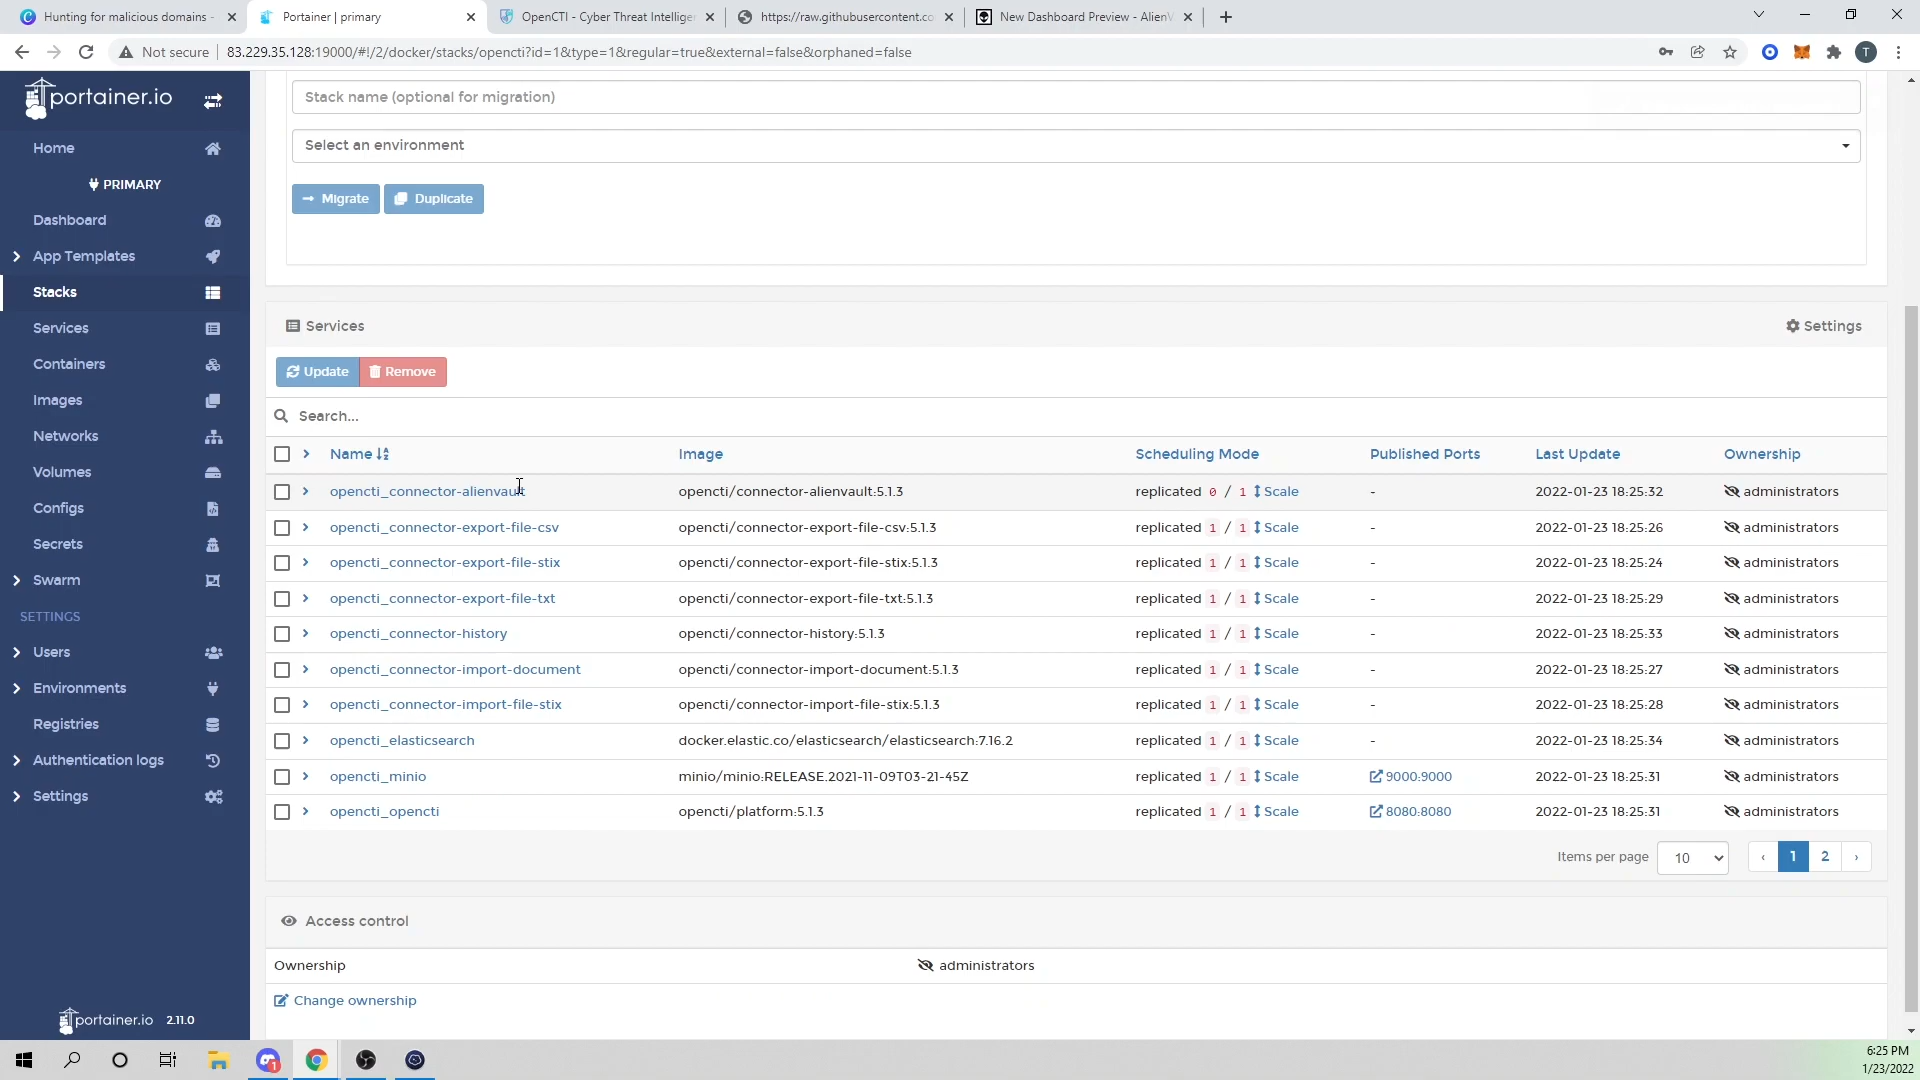 Hunting for malicious domains -
Portainer | primary
OpenCTI - Cyber Threat Intellige
https://raw.githubusercontent.co
New Dashboard Preview - AlienV
Not secure
83.229.35.128:19000/#!/2/docker/stacks/opencti?id=1&type=1&regular=true&external=false&orphaned=false
T
portainer.io
Home
PRIMARY
Dashboard
App Templates
Stacks
Services
Containers
Images
Networks
Volumes
Configs
Secrets
Swarm
SETTINGS
Users
Environments
Registries
Authentication logs
Settings
portainer.io 2.11.0
Stack name (optional for migration)
Select an environment
Migrate Duplicate
Services Settings
Update Remove
Search...
Name Image Scheduling Mode Published Ports Last Update Ownership
opencti_connector-alienvault opencti/connector-alienvault:5.1.3 replicated 0 / 1 Scale - 2022-01-23 18:25:32 administrators
opencti_connector-export-file-csv opencti/connector-export-file-csv:5.1.3 replicated 1 / 1 Scale - 2022-01-23 18:25:26 administrators
opencti_connector-export-file-stix opencti/connector-export-file-stix:5.1.3 replicated 1 / 1 Scale - 2022-01-23 18:25:24 administrators
opencti_connector-export-file-txt opencti/connector-export-file-txt:5.1.3 replicated 1 / 1 Scale - 2022-01-23 18:25:29 administrators
opencti_connector-history opencti/connector-history:5.1.3 replicated 1 / 1 Scale - 2022-01-23 18:25:33 administrators
opencti_connector-import-document opencti/connector-import-document:5.1.3 replicated 1 / 1 Scale - 2022-01-23 18:25:27 administrators
opencti_connector-import-file-stix opencti/connector-import-file-stix:5.1.3 replicated 1 / 1 Scale - 2022-01-23 18:25:28 administrators
opencti_elasticsearch docker.elastic.co/elasticsearch/elasticsearch:7.16.2 replicated 1 / 1 Scale - 2022-01-23 18:25:34 administrators
opencti_minio minio/minio:RELEASE.2021-11-09T03-21-45Z replicated 1 / 1 Scale 9000:9000 2022-01-23 18:25:31 administrators
opencti_opencti opencti/platform:5.1.3 replicated 1 / 1 Scale 8080:8080 2022-01-23 18:25:31 administrators
Items per page 10 ‹ 1 2 ›
Access control
Ownership administrators
Change ownership
1
6:25 PM
1/23/2022